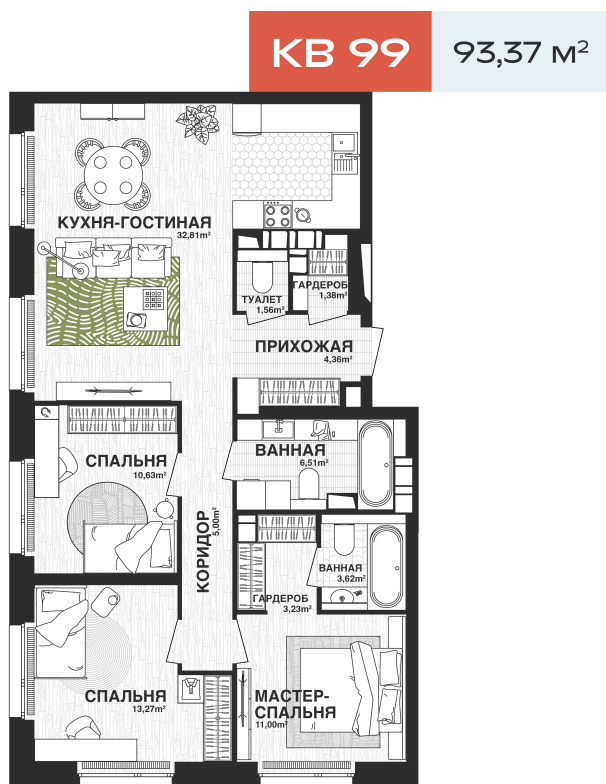 КВ 99
93,37 м²
КУХНЯ-ГОСТИНАЯ
32,81m²
ТУАЛЕТ
1,56m²
ГАРДЕРОБ
1,38m²
ПРИХОЖАЯ
4,36m²
СПАЛЬНЯ
10,63m²
ВАННАЯ
6,51m²
КОРИДОР
5,00m²
ВАННАЯ
3,62m²
ГАРДЕРОБ
3,23m²
СПАЛЬНЯ
13,27m²
МАСТЕР-
СПАЛЬНЯ
11,00m²